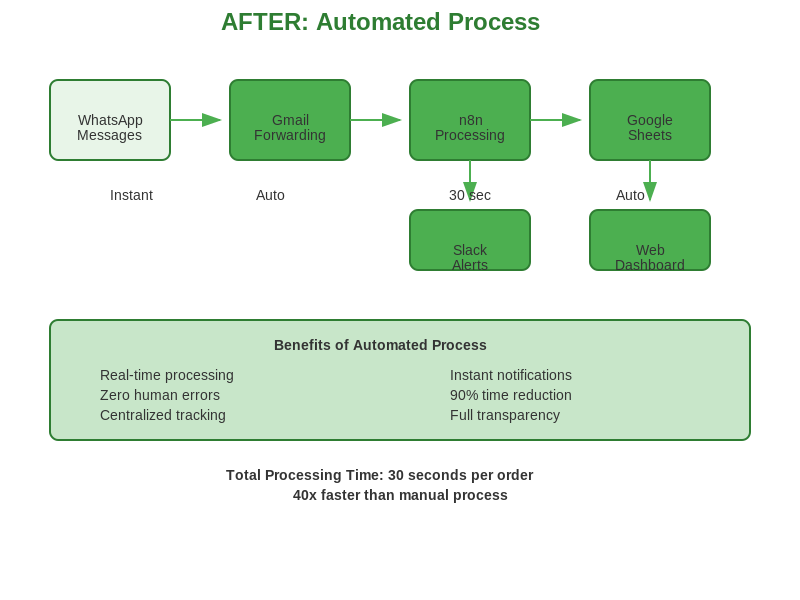 AFTER: Automated Process
WhatsApp
Messages
Gmail
Forwarding
n8n
Processing
Google
Sheets
Instant
Auto
30 sec
Auto
Slack
Alerts
Web
Dashboard
Benefits of Automated Process
Real-time processing
Zero human errors
Centralized tracking
Instant notifications
90% time reduction
Full transparency
Total Processing Time: 30 seconds per order
40x faster than manual process